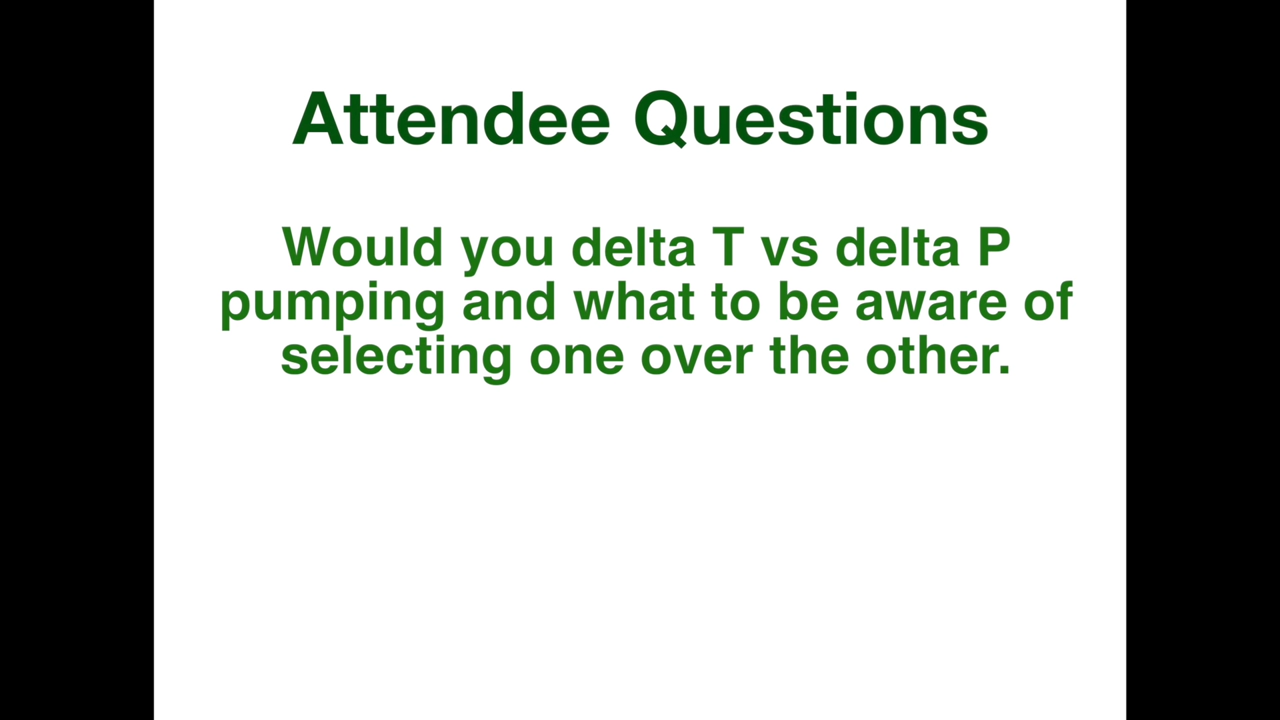 Attendee Questions
Would you delta T vs delta P
pumping and what to be aware of
selecting one over the other.